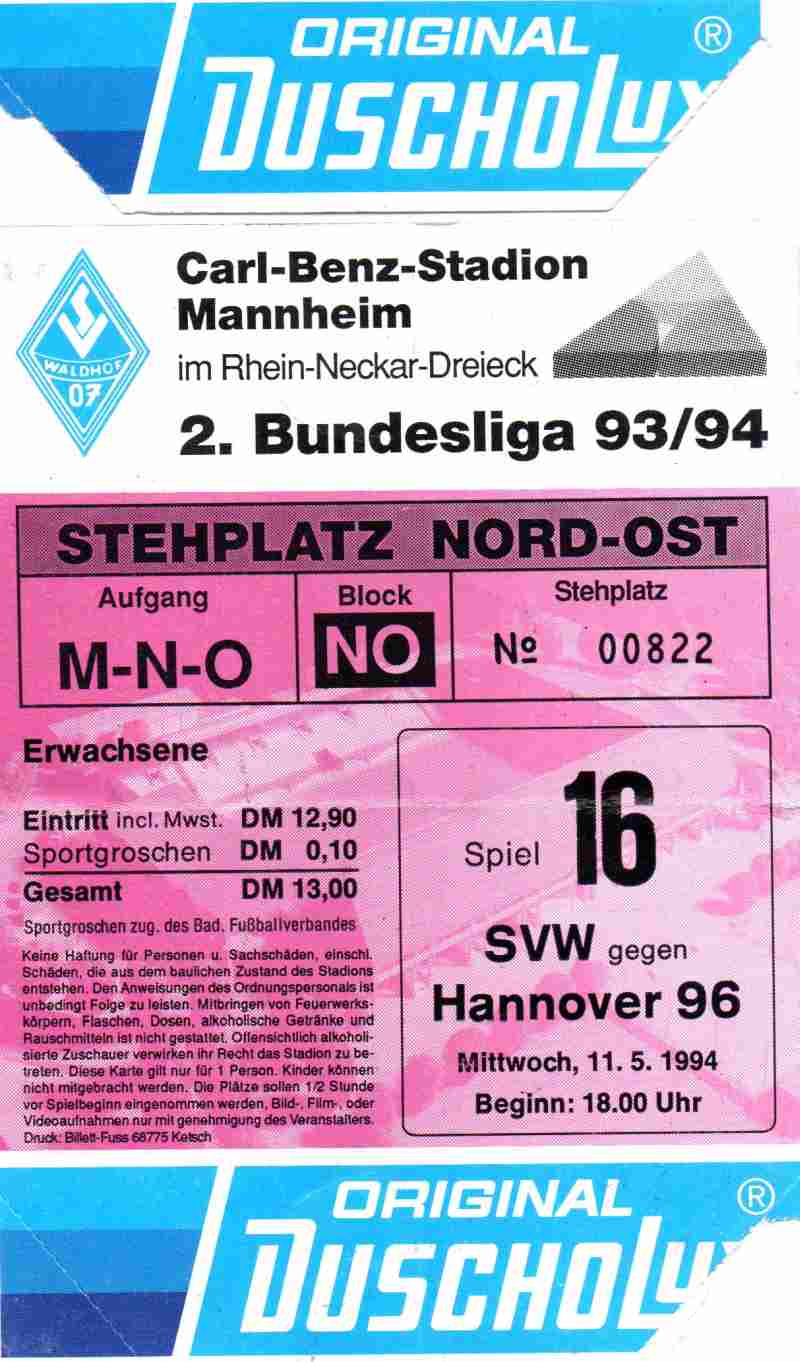 ORIGINAL ®
DUSCHOLUX
SV
WALDHOF
07
Carl-Benz-Stadion
Mannheim
im Rhein-Neckar-Dreieck
2. Bundesliga 93/94
STEHPLATZ NORD-OST
Aufgang
M-N-O
Block
NO
Stehplatz
Nº 00822
Erwachsene
Eintritt incl. Mwst. DM 12,90
Sportgroschen DM 0,10
Gesamt DM 13,00
Sportgroschen zug. des Bad. Fußballverbandes
Keine Haftung für Personen u. Sachschäden, einschl.
Schäden, die aus dem baulichen Zustand des Stadions
entstehen. Den Anweisungen des Ordnungspersonals ist
unbedingt Folge zu leisten. Mitbringen von Feuerwerks-
körpern, Flaschen, Dosen, alkoholische Getränke und
Rauschmitteln ist nicht gestattet. Offensichtlich alkoholi-
sierte Zuschauer verwirken ihr Recht das Stadion zu be-
treten. Diese Karte gilt nur für 1 Person. Kinder können
nicht mitgebracht werden. Die Plätze sollen 1/2 Stunde
vor Spielbeginn eingenommen werden, Bild-, Film-, oder
Videoaufnahmen nur mit genehmigung des Veranstalters.
Druck: Billett-Fuss 68775 Ketsch
Spiel 16
SVW gegen
Hannover 96
Mittwoch, 11. 5. 1994
Beginn: 18.00 Uhr
ORIGINAL ®
DUSCHOLUX